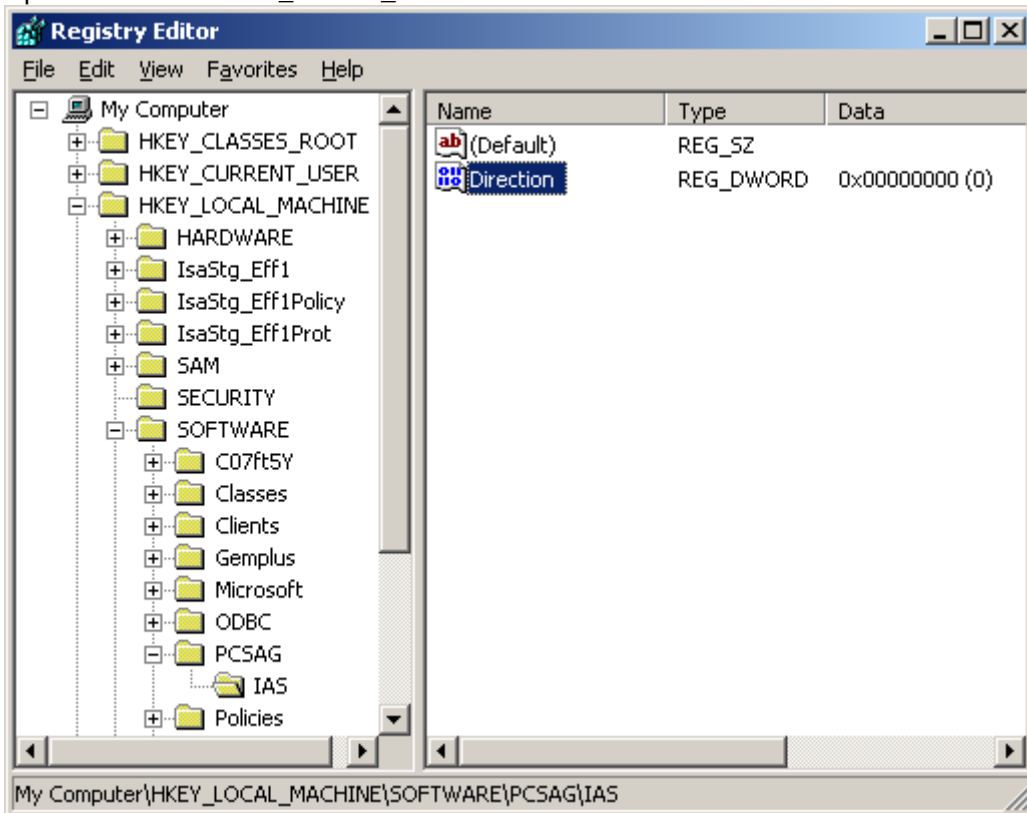 Registry Editor
File Edit View Favorites Help
My Computer
HKEY_CLASSES_ROOT
HKEY_CURRENT_USER
HKEY_LOCAL_MACHINE
HARDWARE
IsaStg_Eff1
IsaStg_Eff1Policy
IsaStg_Eff1Prot
SAM
SECURITY
SOFTWARE
C07ft5Y
Classes
Clients
Gemplus
Microsoft
ODBC
PCSAG
IAS
Policies
Name Type Data
ab (Default) REG_SZ
Direction REG_DWORD 0x00000000 (0)
My Computer\HKEY_LOCAL_MACHINE\SOFTWARE\PCSAG\IAS